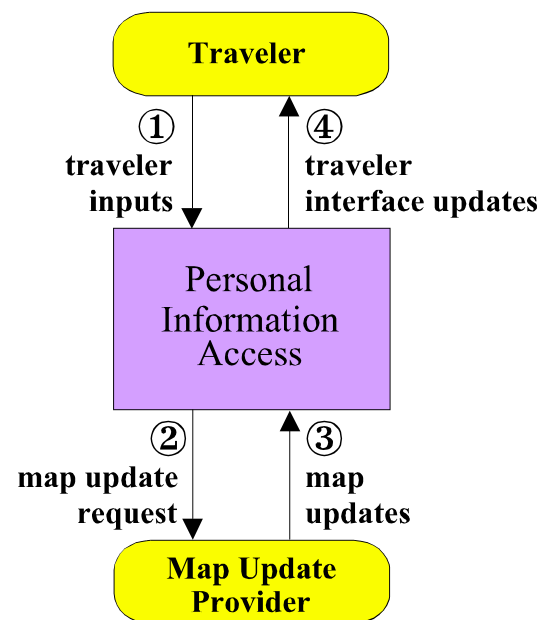 Traveler
①
traveler
inputs
④
traveler
interface updates
Personal
Information
Access
②
map update
request
③
map
updates
Map Update
Provider